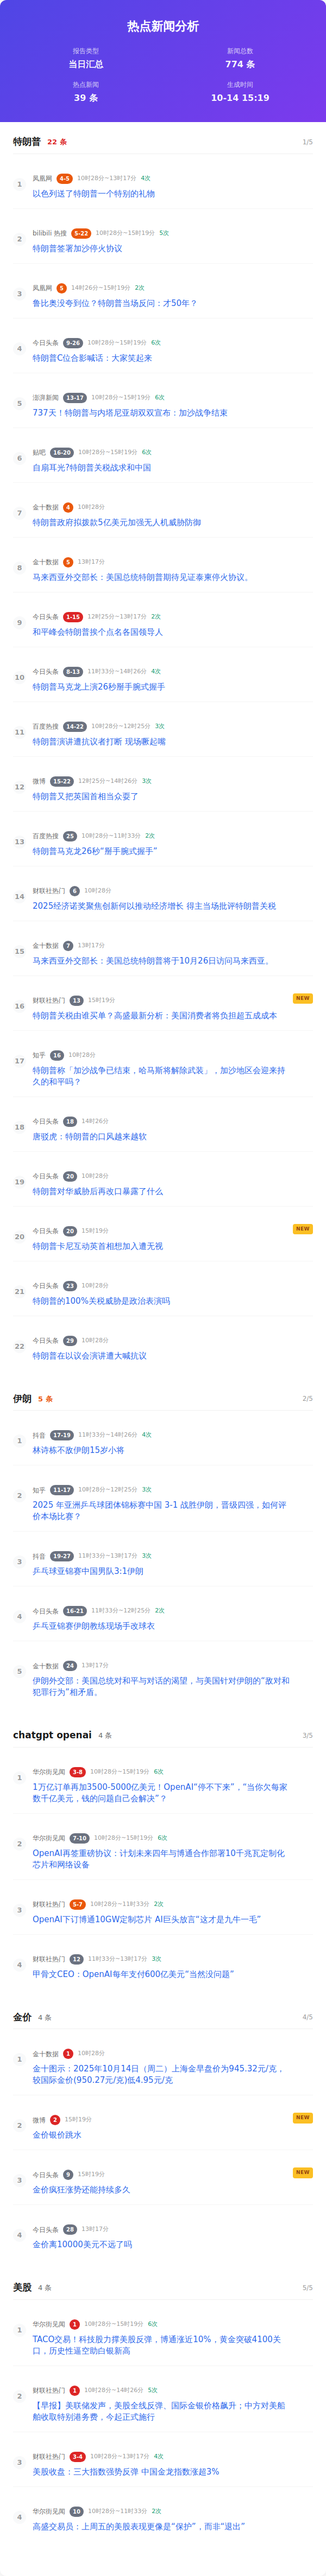 热点新闻分析
报告类型
当日汇总
新闻总数
774 条
热点新闻
39 条
生成时间
10-14 15:19
特朗普 22 条 1/5
1
凤凰网 4-5 10时28分~13时17分 4次
以色列送了特朗普一个特别的礼物
2
bilibili 热搜 5-22 10时28分~15时19分 5次
特朗普签署加沙停火协议
3
凤凰网 5 14时26分~15时19分 2次
鲁比奥没夸到位？特朗普当场反问：才50年？
4
今日头条 9-26 10时28分~15时19分 6次
特朗普C位合影喊话：大家笑起来
5
澎湃新闻 13-17 10时28分~15时19分 6次
737天！特朗普与内塔尼亚胡双双宣布：加沙战争结束
6
贴吧 16-20 10时28分~15时19分 6次
自扇耳光?特朗普关税战求和中国
7
金十数据 4 10时28分
特朗普政府拟拨款5亿美元加强无人机威胁防御
8
金十数据 5 13时17分
马来西亚外交部长：美国总统特朗普期待见证泰柬停火协议。
9
今日头条 1-15 12时25分~13时17分 2次
和平峰会特朗普挨个点名各国领导人
10
今日头条 8-13 11时33分~14时26分 4次
特朗普马克龙上演26秒掰手腕式握手
11
百度热搜 14-22 10时28分~12时25分 3次
特朗普演讲遭抗议者打断 现场撅起嘴
12
微博 15-22 12时25分~14时26分 3次
特朗普又把英国首相当众耍了
13
百度热搜 25 10时28分~11时33分 2次
特朗普马克龙26秒“掰手腕式握手”
14
财联社热门 6 10时28分
2025经济诺奖聚焦创新何以推动经济增长 得主当场批评特朗普关税
15
金十数据 7 13时17分
马来西亚外交部长：美国总统特朗普将于10月26日访问马来西亚。
16
财联社热门 13 15时19分 NEW
特朗普关税由谁买单？高盛最新分析：美国消费者将负担超五成成本
17
知乎 16 10时28分
特朗普称「加沙战争已结束，哈马斯将解除武装」，加沙地区会迎来持
久的和平吗？
18
今日头条 18 14时26分
唐驳虎：特朗普的口风越来越软
19
今日头条 20 10时28分
特朗普对华威胁后再改口暴露了什么
20
今日头条 20 15时19分 NEW
特朗普卡尼互动英首相想加入遭无视
21
今日头条 23 10时28分
特朗普的100%关税威胁是政治表演吗
22
今日头条 29 10时28分
特朗普在以议会演讲遭大喊抗议
伊朗 5 条 2/5
1
抖音 17-19 11时33分~14时26分 4次
林诗栋不敌伊朗15岁小将
2
知乎 11-17 10时28分~12时25分 3次
2025 年亚洲乒乓球团体锦标赛中国 3-1 战胜伊朗，晋级四强，如何评
价本场比赛？
3
抖音 19-27 11时33分~13时17分 3次
乒乓球亚锦赛中国男队3:1伊朗
4
今日头条 16-21 11时33分~12时25分 2次
乒乓亚锦赛伊朗教练现场手改球衣
5
金十数据 24 13时17分
伊朗外交部：美国总统对和平与对话的渴望，与美国针对伊朗的“敌对和
犯罪行为”相矛盾。
chatgpt openai 4 条 3/5
1
华尔街见闻 3-8 10时28分~15时19分 6次
1万亿订单再加3500-5000亿美元！OpenAI“停不下来”，“当你欠每家
数千亿美元，钱的问题自己会解决”？
2
华尔街见闻 7-10 10时28分~15时19分 6次
OpenAI再签重磅协议：计划未来四年与博通合作部署10千兆瓦定制化
芯片和网络设备
3
财联社热门 5-7 10时28分~11时33分 2次
OpenAI下订博通10GW定制芯片 AI巨头放言“这才是九牛一毛”
4
财联社热门 12 11时33分~13时17分 3次
甲骨文CEO：OpenAI每年支付600亿美元“当然没问题”
金价 4 条 4/5
1
金十数据 1 10时28分
金十图示：2025年10月14日（周二）上海金早盘价为945.32元/克，
较国际金价(950.27元/克)低4.95元/克
2
微博 2 15时19分 NEW
金价银价跳水
3
今日头条 9 15时19分 NEW
金价疯狂涨势还能持续多久
4
今日头条 28 13时17分
金价离10000美元不远了吗
美股 4 条 5/5
1
华尔街见闻 1 10时28分~15时19分 6次
TACO交易！科技股力撑美股反弹，博通涨近10%，黄金突破4100关
口，历史性逼空助白银新高
2
财联社热门 1 10时28分~14时26分 5次
【早报】美联储发声，美股全线反弹、国际金银价格飙升；中方对美船
舶收取特别港务费，今起正式施行
3
财联社热门 3-4 10时28分~13时17分 4次
美股收盘：三大指数强势反弹 中国金龙指数涨超3%
4
华尔街见闻 10 10时28分~11时33分 2次
高盛交易员：上周五的美股表现更像是“保护”，而非“退出”